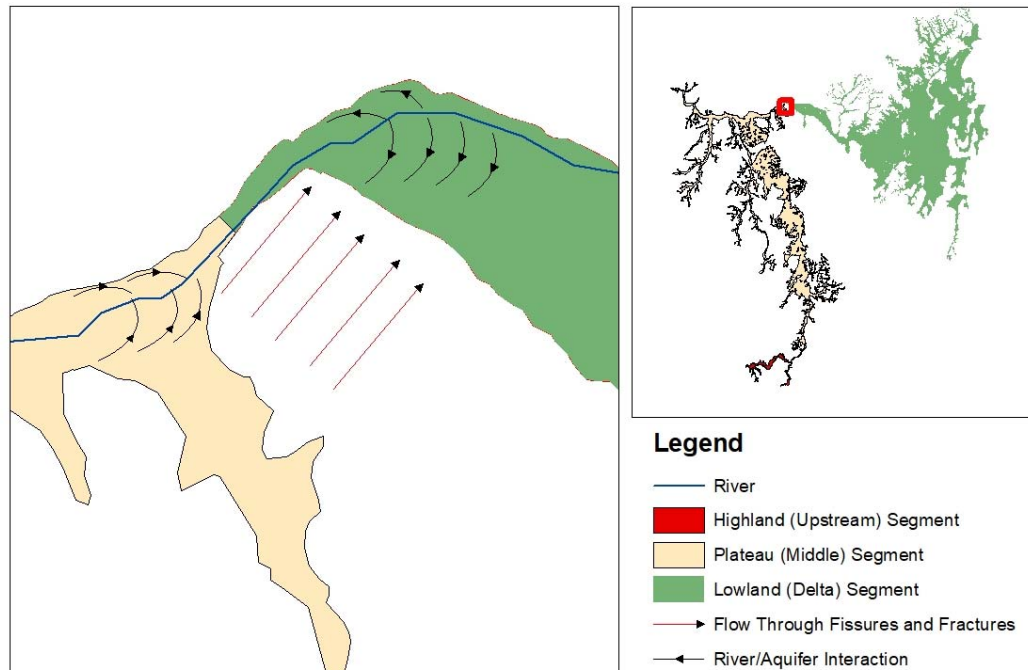 Legend
River
Highland (Upstream) Segment
Plateau (Middle) Segment
Lowland (Delta) Segment
Flow Through Fissures and Fractures
River/Aquifer Interaction